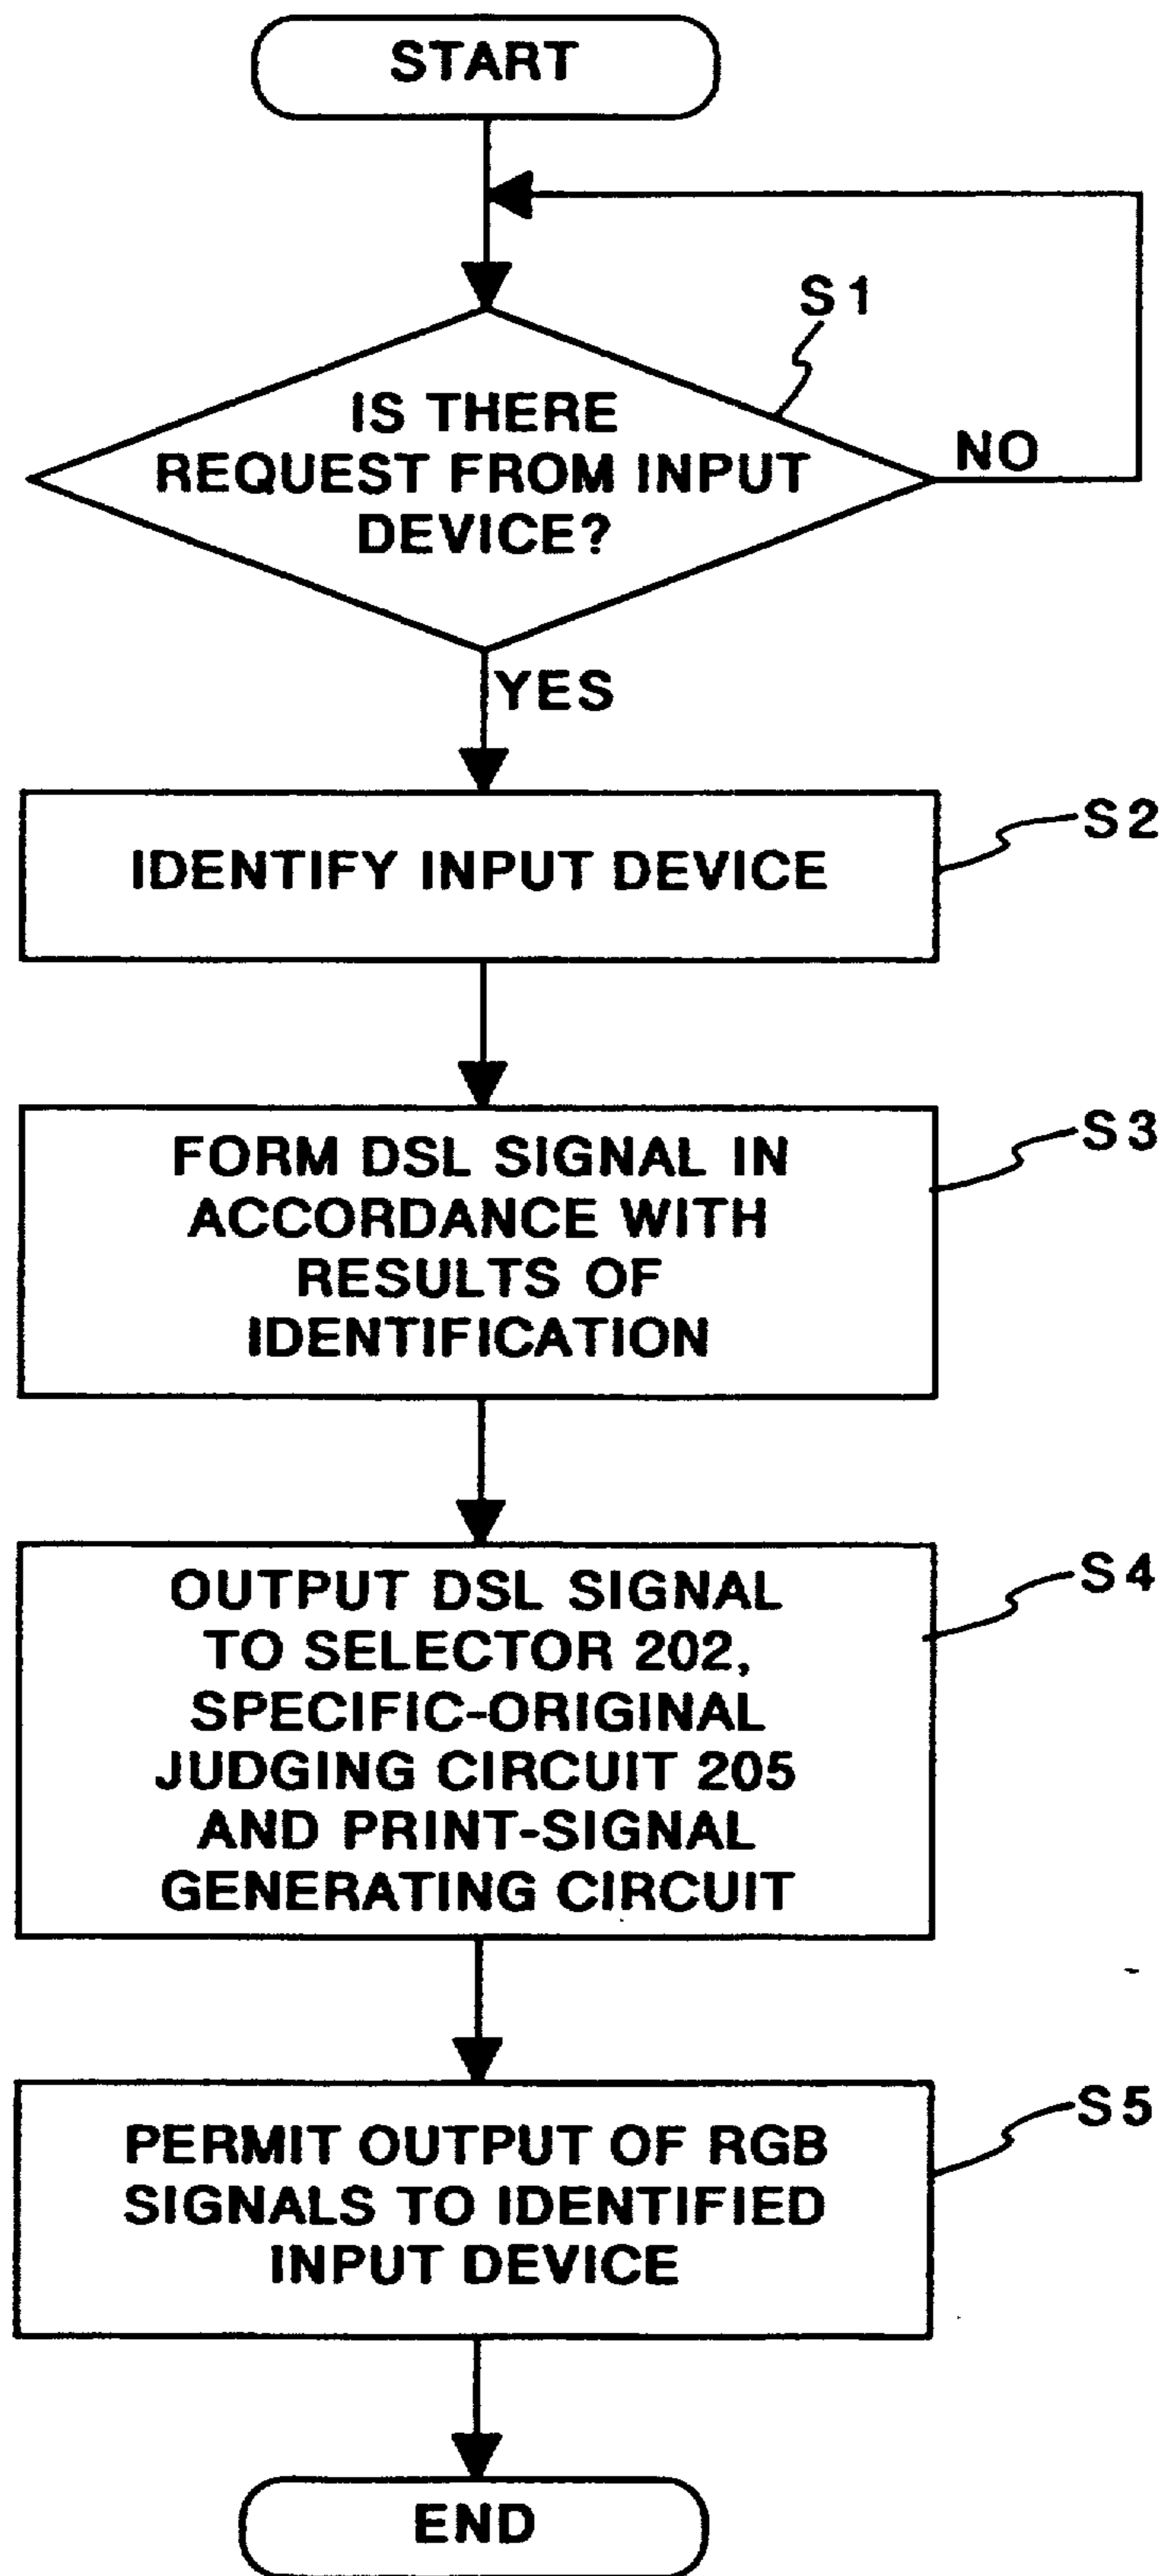 START
S1
IS THERE
REQUEST FROM INPUT
DEVICE?
NO
YES
IDENTIFY INPUT DEVICE
S2
FORM DSL SIGNAL IN
ACCORDANCE WITH
RESULTS OF
IDENTIFICATION
S3
OUTPUT DSL SIGNAL
TO SELECTOR 202,
SPECIFIC-ORIGINAL
JUDGING CIRCUIT 205
AND PRINT-SIGNAL
GENERATING CIRCUIT
S4
PERMIT OUTPUT OF RGB
SIGNALS TO IDENTIFIED
INPUT DEVICE
S5
END